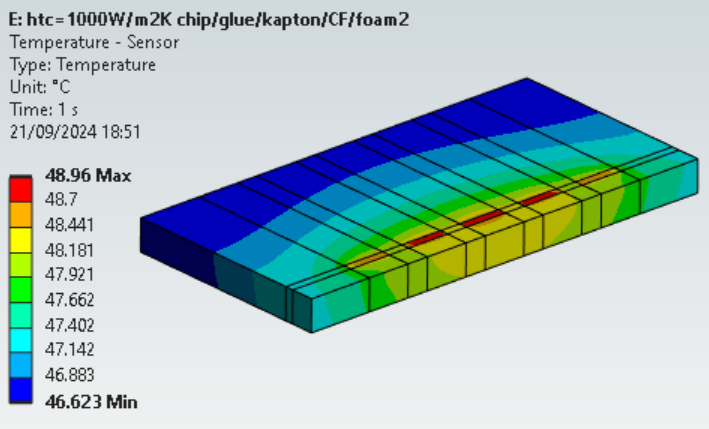 E: htc=1000W/m2K chip/glue/kapton/CF/foam2
Temperature - Sensor
Type: Temperature
Unit: °C
Time: 1 s
21/09/2024 18:51
48.96 Max
48.7
48.441
48.181
47.921
47.662
47.402
47.142
46.883
46.623 Min